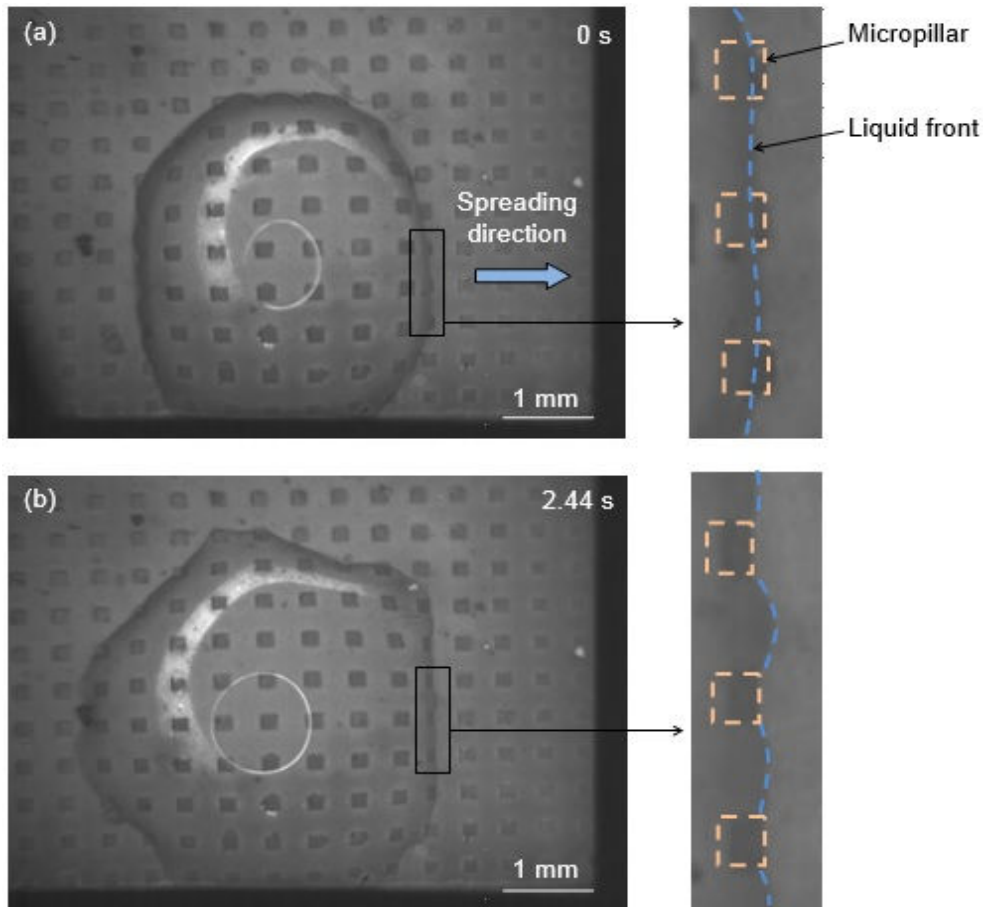 (a)
0 s
Micropillar
Liquid front
Spreading
direction
1 mm
(b)
2.44 s
1 mm